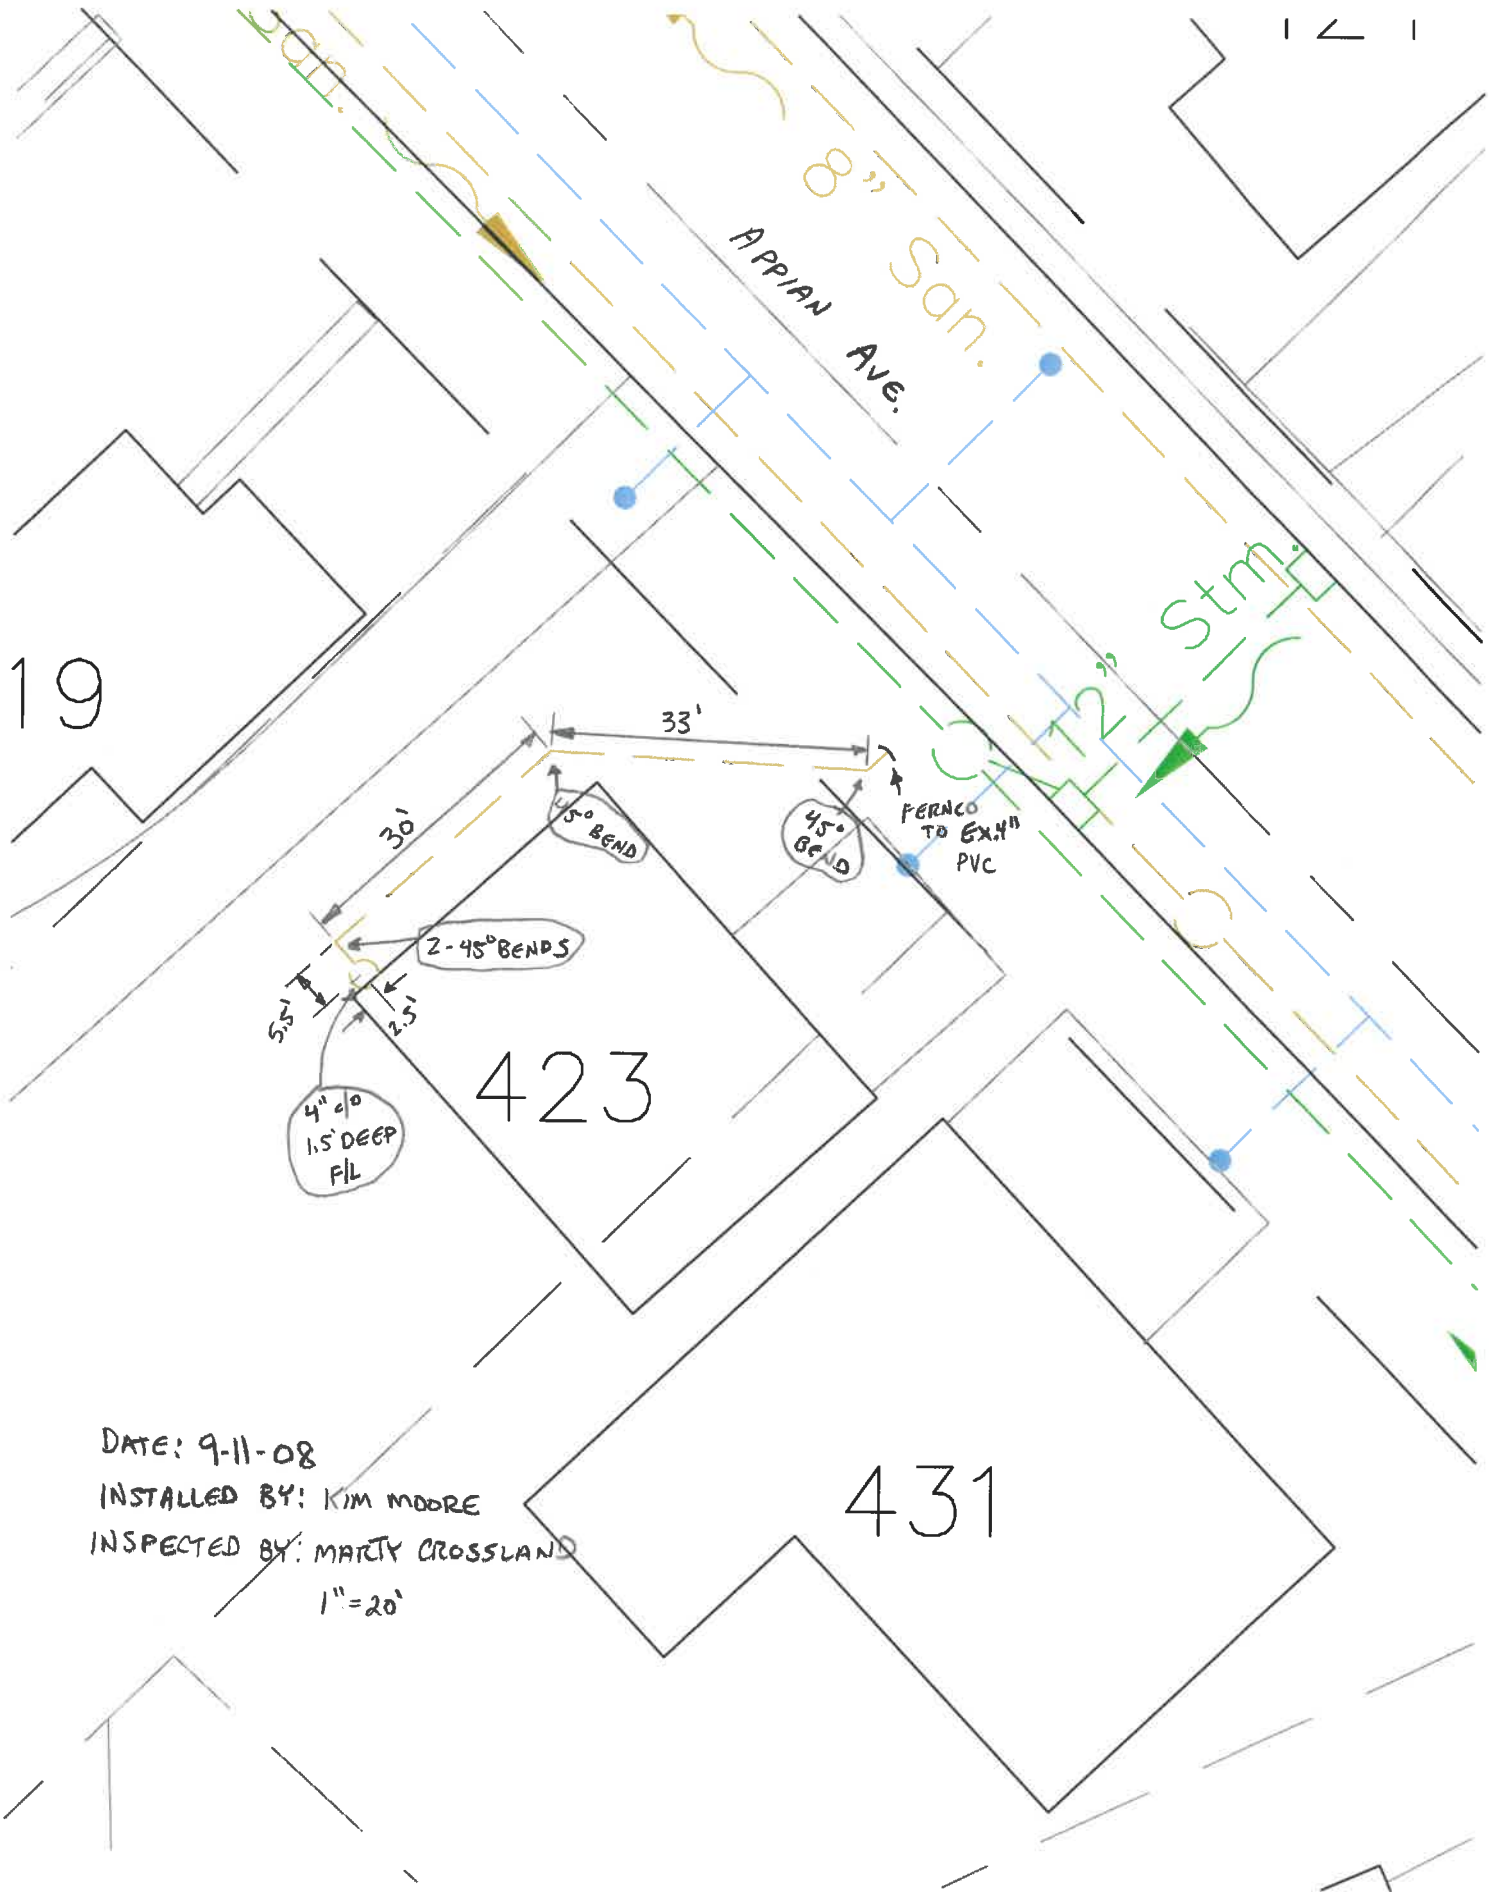 San.
8" San.
APPIAN AVE.
12" Stm.
19
33'
30'
45° BEND
45°
BEND
FERNCO
TO EX.4"
PVC
2-45° BENDS
5.5'
2.5'
423
4" c/o
1.5' DEEP
F/L
431
DATE: 9-11-08
INSTALLED BY: KIM MOORE
INSPECTED BY: MARTY CROSSLAND
1"=20'